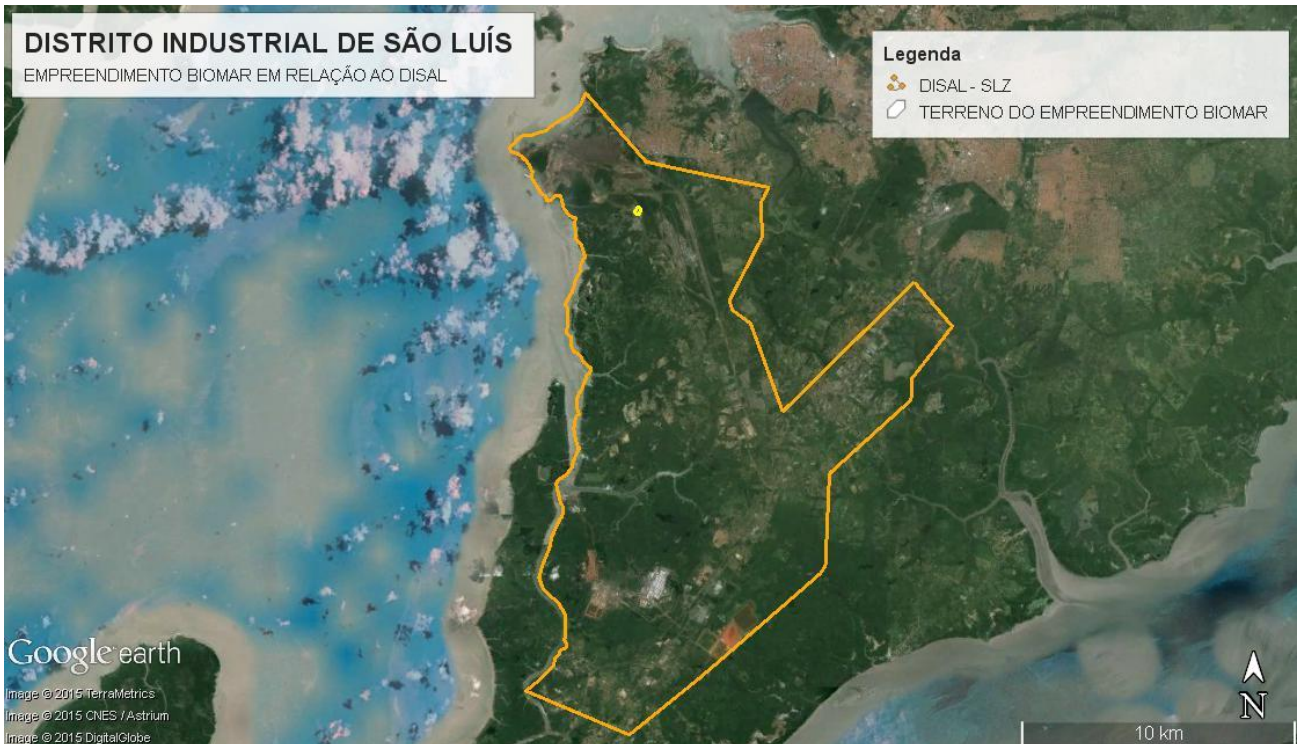 DISTRITO INDUSTRIAL DE SÃO LUÍS
EMPREENDIMENTO BIOMAR EM RELAÇÃO AO DISAL
Legenda
DISAL - SLZ
TERRENO DO EMPREENDIMENTO BIOMAR
Google earth
Image © 2015 TerraMetrics
Image © 2015 CNES / Astrium
Image © 2015 DigitalGlobe
N
10 km